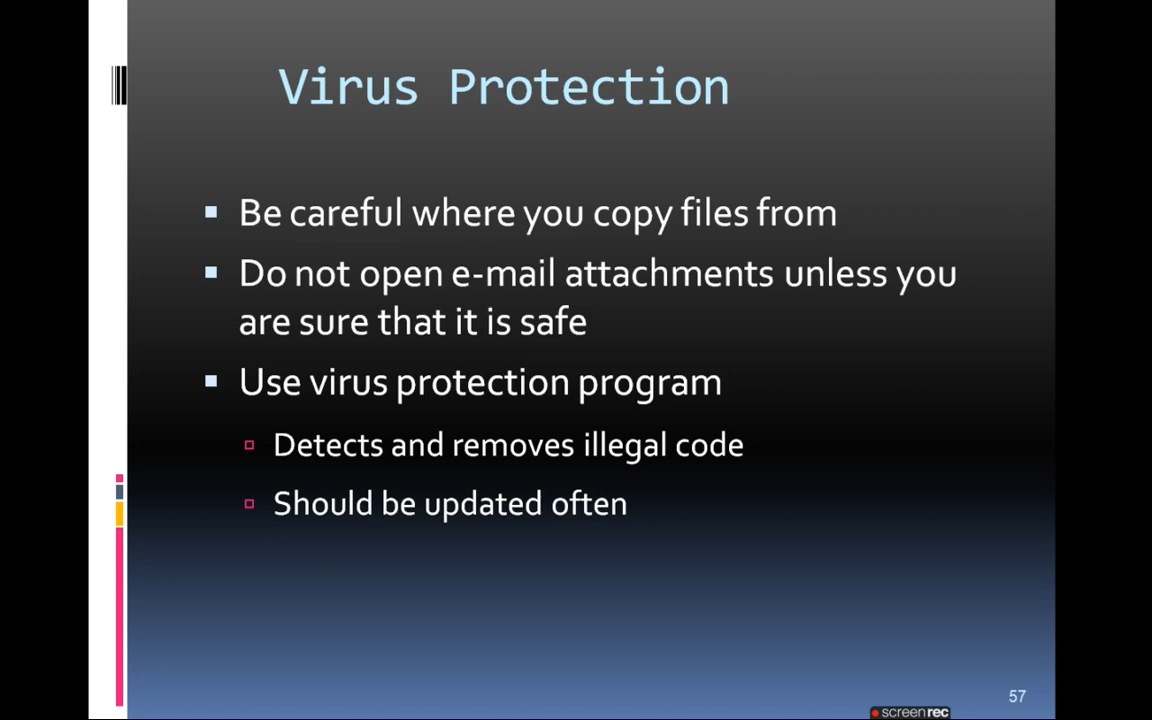 Virus Protection
Be careful where you copy files from
Do not open e-mail attachments unless you
are sure that it is safe
Use virus protection program
Detects and removes illegal code
Should be updated often
57
screenrec